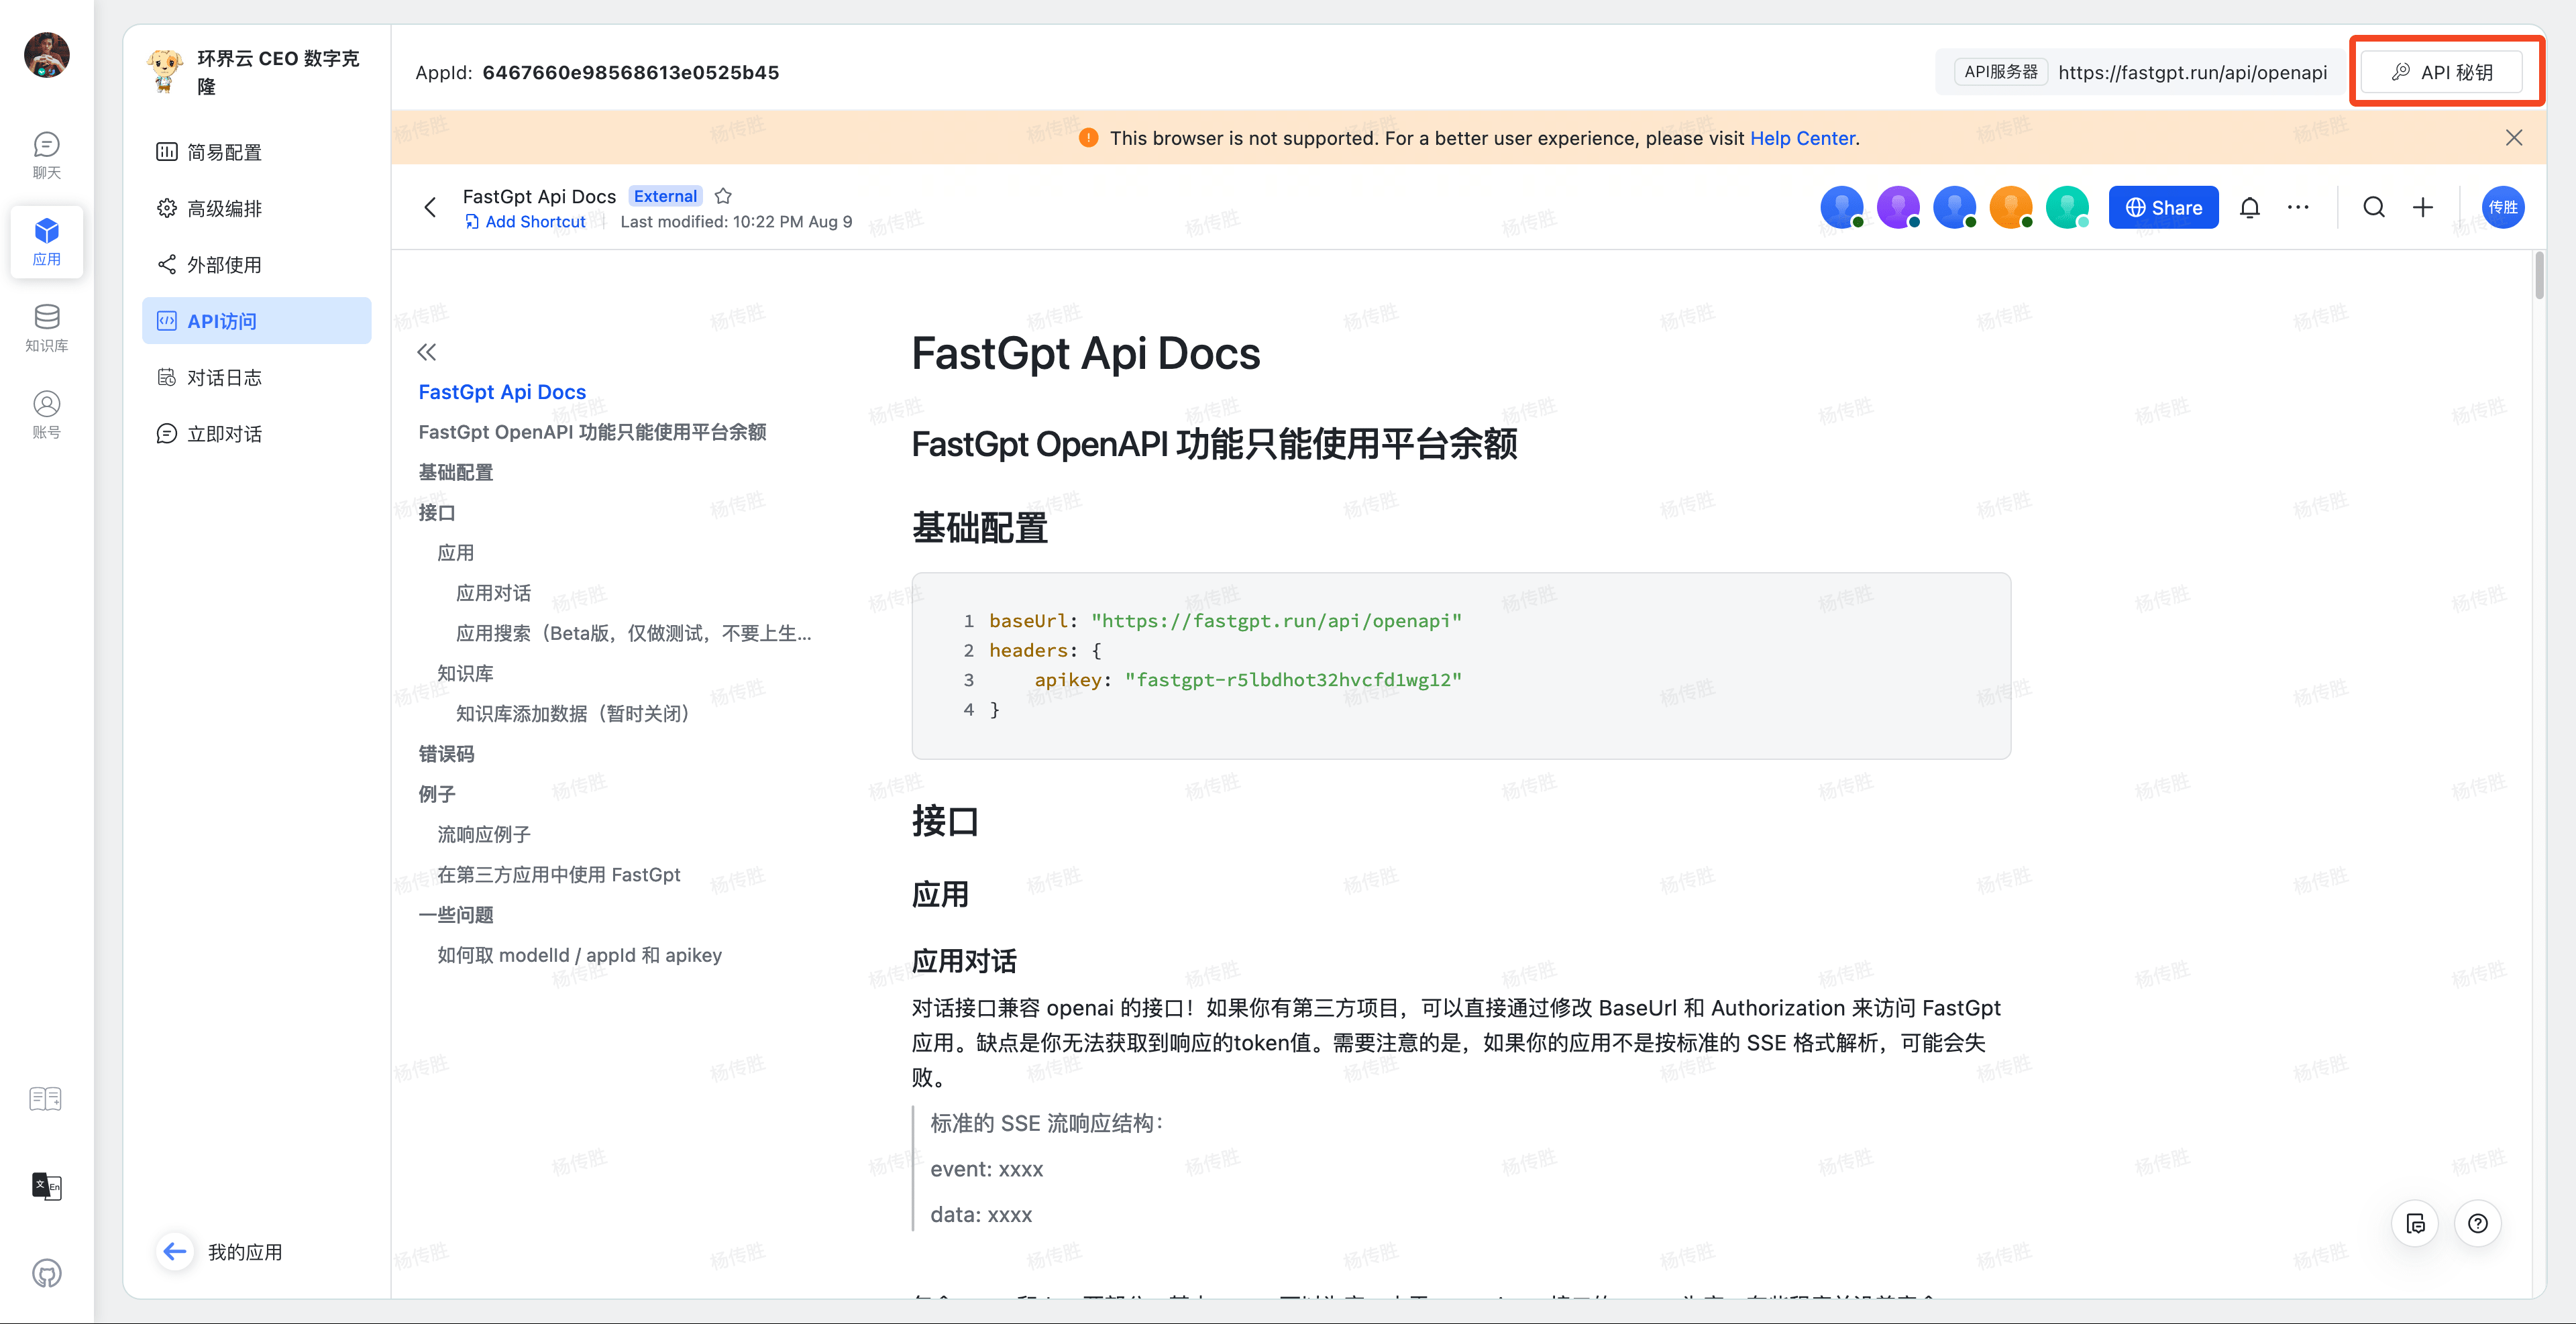 环界云 CEO 数字克
隆
AppId: 6467660e98568613e0525b45
API服务器 https://fastgpt.run/api/openapi
API 秘钥
聊天
应用
知识库
账号
简易配置
高级编排
外部使用
API访问
对话日志
立即对话
我的应用
This browser is not supported. For a better user experience, please visit Help Center.
FastGpt Api Docs External
Add Shortcut Last modified: 10:22 PM Aug 9
Share
传胜
FastGpt Api Docs
FastGpt OpenAPI 功能只能使用平台余额
基础配置
接口
应用
应用对话
应用搜索（Beta版，仅做测试，不要上生...
知识库
知识库添加数据（暂时关闭）
错误码
例子
流响应例子
在第三方应用中使用 FastGpt
一些问题
如何取 modelId / appId 和 apikey
FastGpt Api Docs
FastGpt OpenAPI 功能只能使用平台余额
基础配置
1 baseUrl: "https://fastgpt.run/api/openapi"
2 headers: {
3 apikey: "fastgpt-r5lbdhot32hvcfd1wg12"
4 }
接口
应用
应用对话
对话接口兼容 openai 的接口！如果你有第三方项目，可以直接通过修改 BaseUrl 和 Authorization 来访问 FastGpt
应用。缺点是你无法获取到响应的token值。需要注意的是，如果你的应用不是按标准的 SSE 格式解析，可能会失
败。
标准的 SSE 流响应结构：
event: xxxx
data: xxxx
杨传胜
文 En